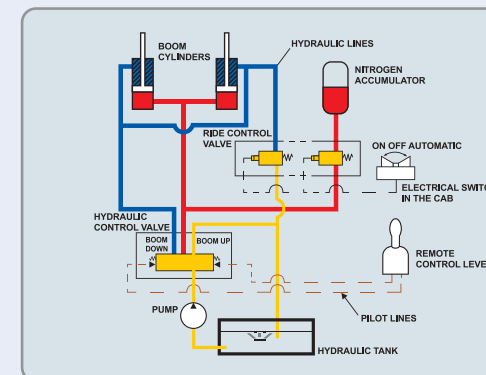 BOOM
CYLINDERS
HYDRAULIC LINES
NITROGEN
ACCUMULATOR
RIDE CONTROL
VALVE
ON OFF AUTOMATIC
ELECTRICAL SWITC
IN THE CAB
HYDRAULIC
CONTROL VALVE
BOOM
DOWN
BOOM UP
REMOTE
CONTROL LEVE
PUMP
PILOT LINES
HYDRAULIC TANK